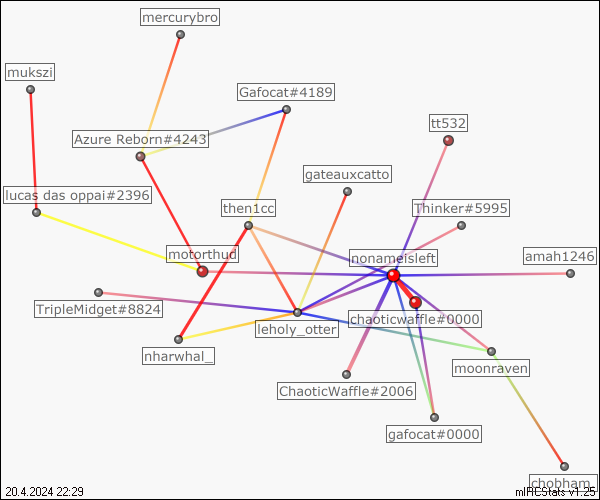 mercurybro
mukszi
Gafocat#4189
tt532
Azure Reborn#4243
gateauxcatto
lucas das oppai#2396
then1cc
Thinker#5995
motorthud
nonameisleft
amah1246
TripleMidget#8824
chaoticwaffle#0000
leholy_otter
nharwhal_
moonraven
ChaoticWaffle#2006
gafocat#0000
chobham_
20.4.2024 22:29
mIRCStats v1.25